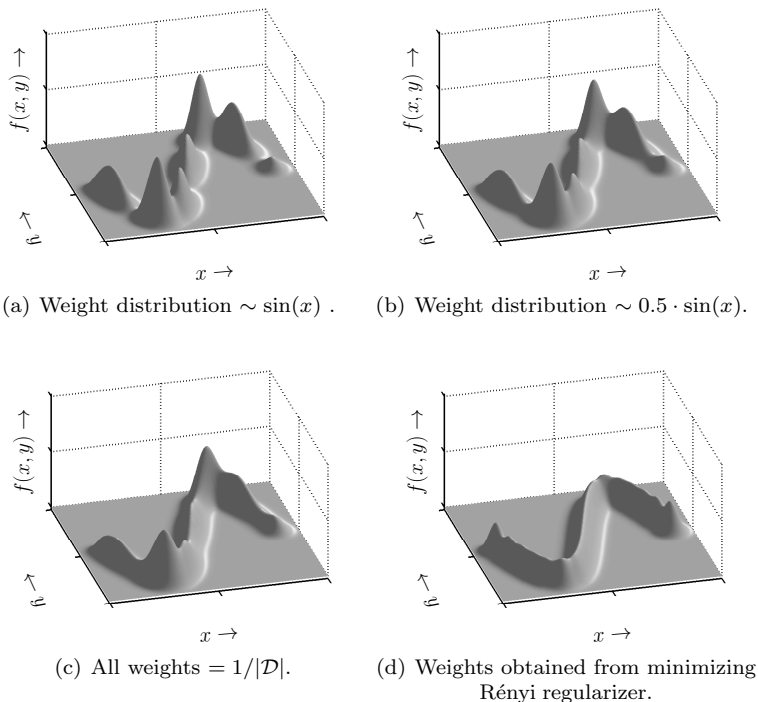 f(x, y) →
f(x, y) →
y →
y →
x →
x →
(a) Weight distribution ∼ sin(x) .
(b) Weight distribution ∼ 0.5 · sin(x).
f(x, y) →
f(x, y) →
y →
y →
x →
x →
(c) All weights = 1/|𝒟|.
(d) Weights obtained from minimizing
Rényi regularizer.